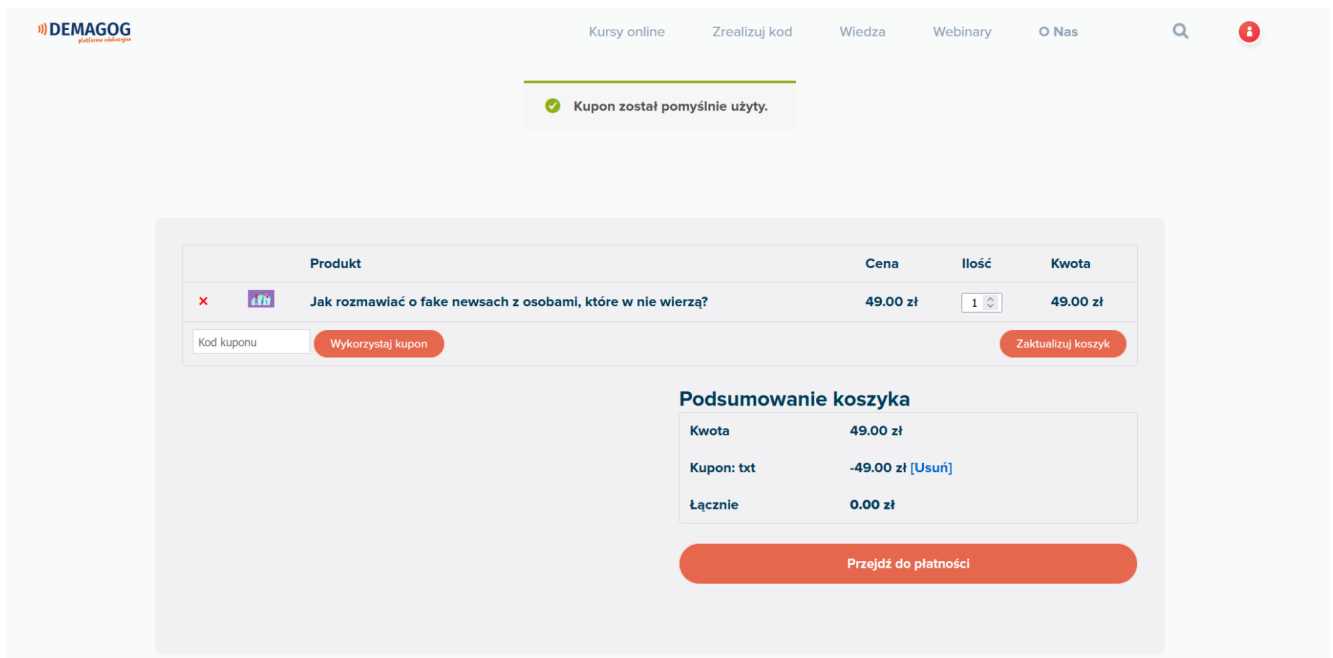 DEMAGOG
platforma edukacyjna
Kursy online Zrealizuj kod Wiedza Webinary O Nas
Kupon został pomyślnie użyty.
Produkt Cena Ilość Kwota
Jak rozmawiać o fake newsach z osobami, które w nie wierzą? 49.00 zł 1 49.00 zł
Kod kuponu Wykorzystaj kupon Zaktualizuj koszyk
Podsumowanie koszyka
Kwota 49.00 zł
Kupon: txt -49.00 zł [Usuń]
Łącznie 0.00 zł
Przejdź do płatności